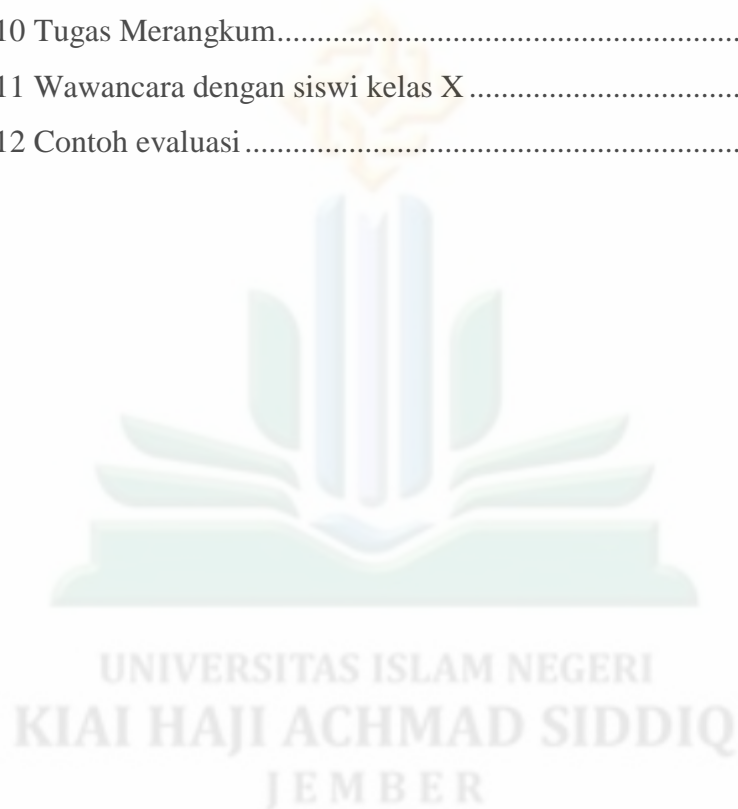 10 Tugas Merangkum....................................................
11 Wawancara dengan siswi kelas X..................................
12 Contoh evaluasi..............................................................
UNIVERSITAS ISLAM NEGERI
KIAI HAJI ACHMAD SIDDIQ
JEMBER